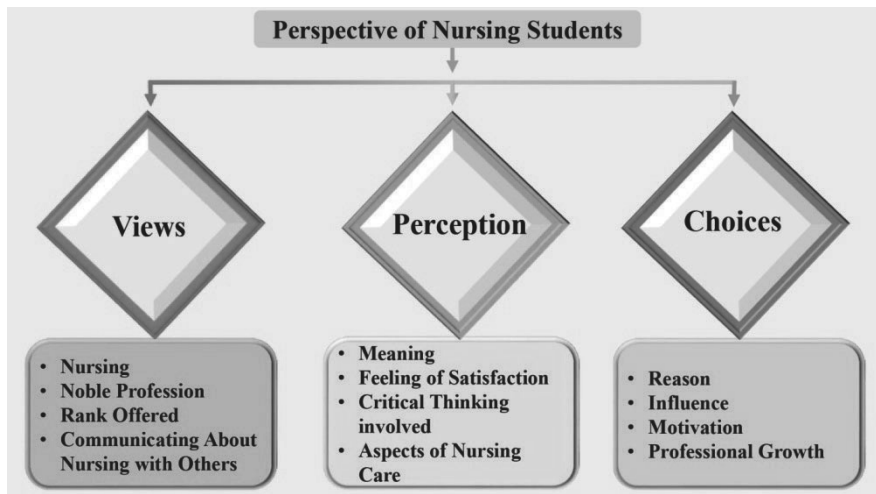 Perspective of Nursing Students
Views
Perception
Choices
• Nursing
• Noble Profession
• Rank Offered
• Communicating About
Nursing with Others
• Meaning
• Feeling of Satisfaction
• Critical Thinking
involved
• Aspects of Nursing
Care
• Reason
• Influence
• Motivation
• Professional Growth